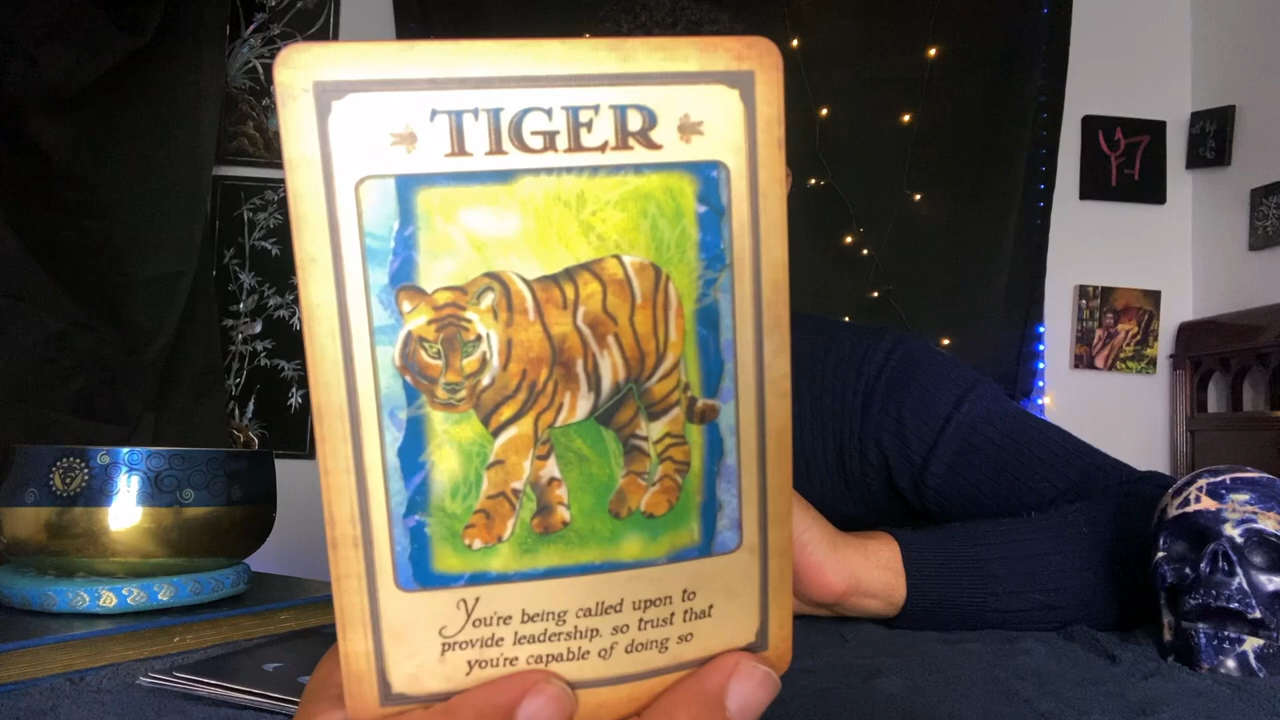 TIGER
You're being called upon to
provide leadership, so trust that
you're capable of doing so